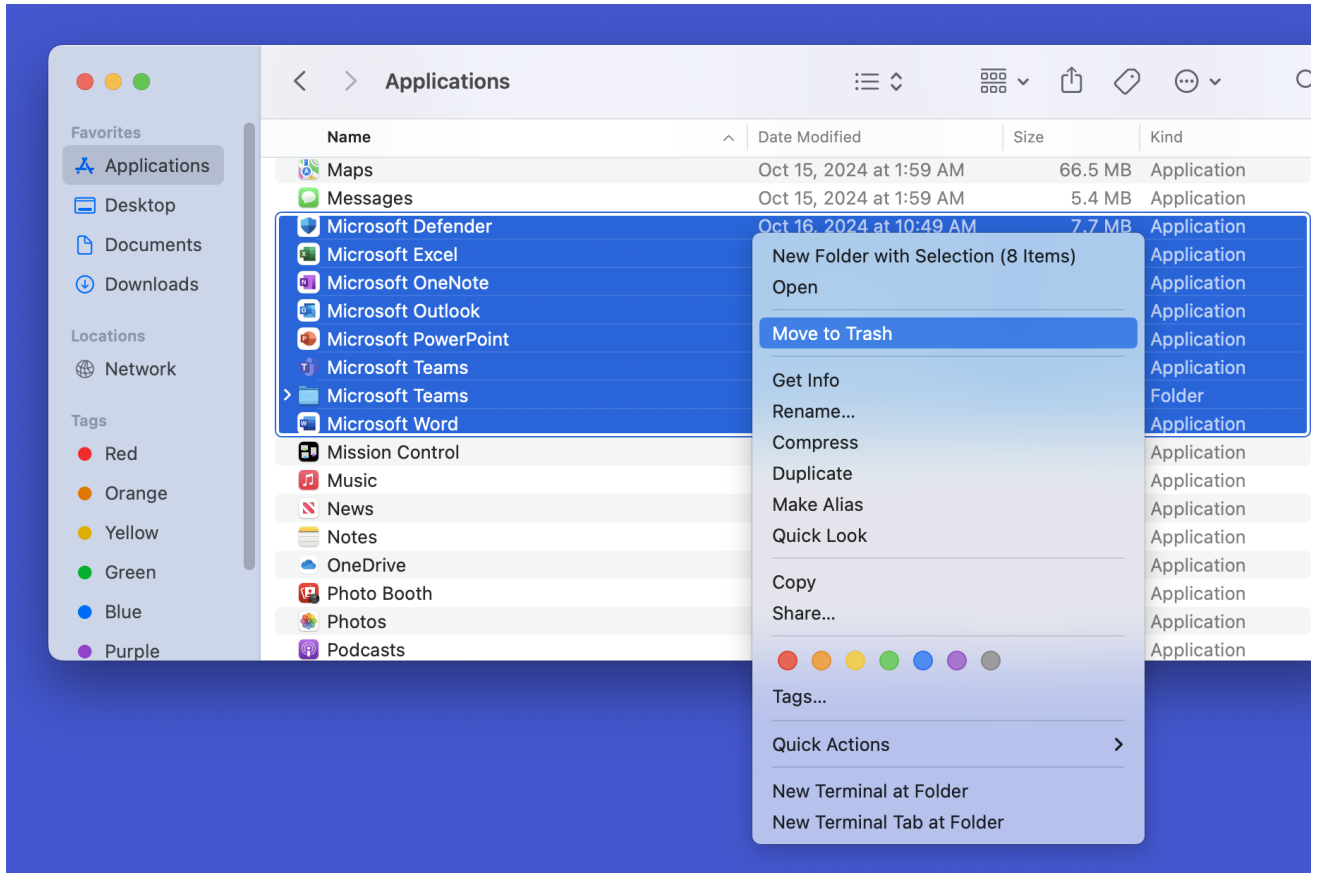 Applications
Favorites
Applications
Desktop
Documents
Downloads
Locations
Network
Tags
Red
Orange
Yellow
Green
Blue
Purple
Name Date Modified Size Kind
Maps Oct 15, 2024 at 1:59 AM 66.5 MB Application
Messages Oct 15, 2024 at 1:59 AM 5.4 MB Application
Microsoft Defender Oct 16, 2024 at 10:49 AM 7.7 MB Application
Microsoft Excel Application
Microsoft OneNote Application
Microsoft Outlook Application
Microsoft PowerPoint Application
Microsoft Teams Application
Microsoft Teams Folder
Microsoft Word Application
Mission Control Application
Music Application
News Application
Notes Application
OneDrive Application
Photo Booth Application
Photos Application
Podcasts Application
New Folder with Selection (8 Items)
Open
Move to Trash
Get Info
Rename...
Compress
Duplicate
Make Alias
Quick Look
Copy
Share...
Tags...
Quick Actions
New Terminal at Folder
New Terminal Tab at Folder